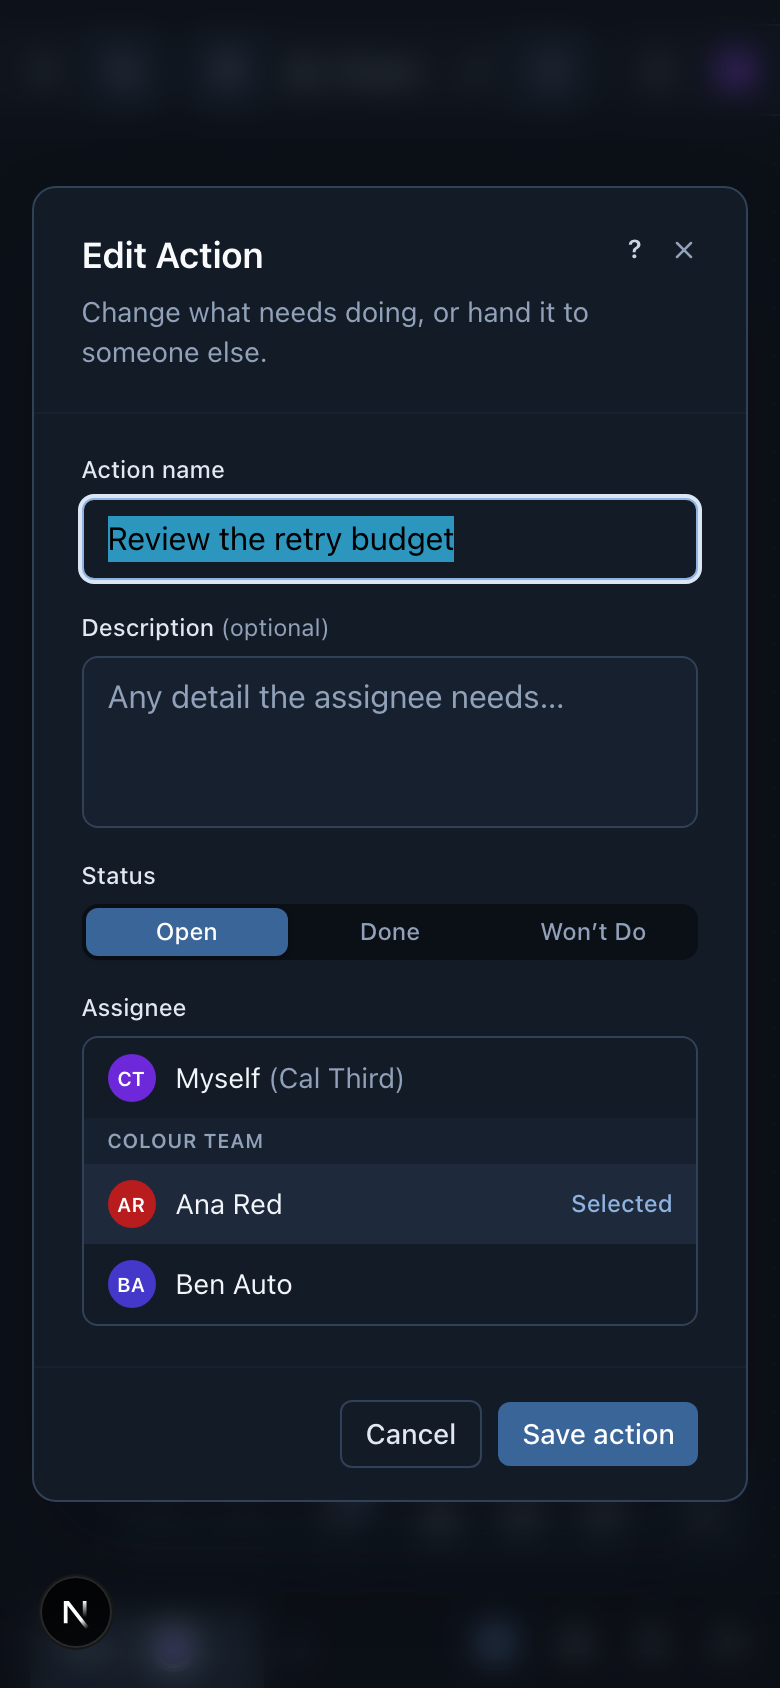 Edit Action
?
Change what needs doing, or hand it to
someone else.
Action name
Review the retry budget
Description (optional)
Any detail the assignee needs...
Status
Open Done Won’t Do
Assignee
CT Myself (Cal Third)
COLOUR TEAM
AR Ana Red Selected
BA Ben Auto
Cancel Save action
N